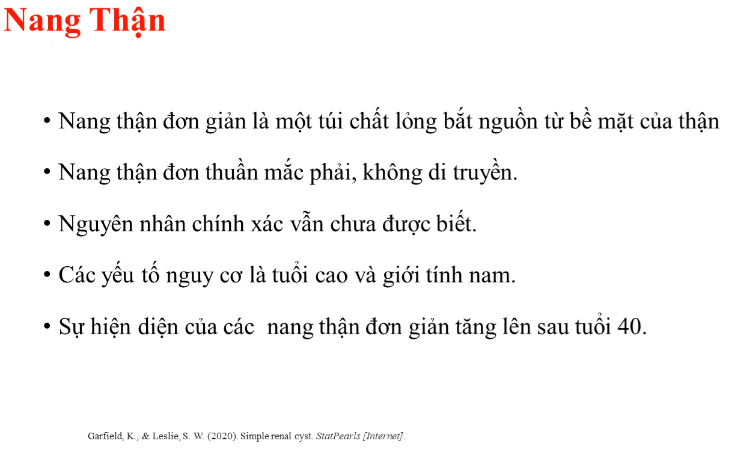 Nang Thận
• Nang thận đơn giản là một túi chất lỏng bắt nguồn từ bề mặt của thận
• Nang thận đơn thuần mắc phải, không di truyền.
• Nguyên nhân chính xác vẫn chưa được biết.
• Các yếu tố nguy cơ là tuổi cao và giới tính nam.
• Sự hiện diện của các  nang thận đơn giản tăng lên sau tuổi 40.
Garfield, K., & Leslie, S. W. (2020). Simple renal cyst. StatPearls [Internet].